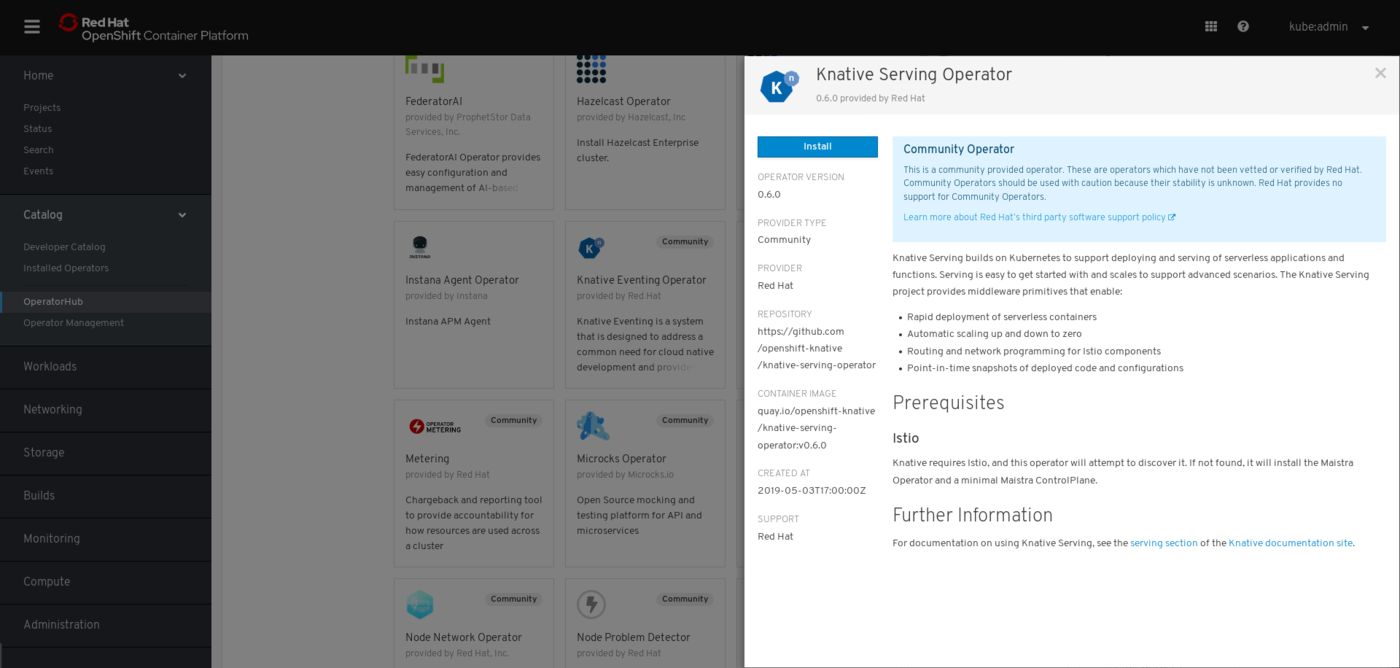 Red Hat
OpenShift Container Platform
kube:admin
Home
Projects
Status
Search
Events
Catalog
Developer Catalog
Installed Operators
OperatorHub
Operator Management
Workloads
Networking
Storage
Builds
Monitoring
Compute
Administration
FederatorAI
provided by ProphetStor Data
Services, Inc.
FederatorAI Operator provides
easy configuration and
management of AI-based
Hazelcast Operator
provided by Hazelcast, Inc
Install Hazelcast Enterprise
cluster.
INSTANA
Instana Agent Operator
provided by Instana
Instana APM Agent
K n
Community
Knative Eventing Operator
provided by Red Hat
Knative Eventing is a system
that is designed to address a
common need for cloud native
development and provide
OPERATOR
METERING
Community
Metering
provided by Red Hat
Chargeback and reporting tool
to provide accountability for
how resources are used across
a cluster
Community
Microcks Operator
provided by Microcks.io
Open Source mocking and
testing platform for API and
microservices
Community
Node Network Operator
provided by Red Hat, Inc.
Community
Node Problem Detector
provided by Red Hat
K n
Knative Serving Operator
0.6.0 provided by Red Hat
Install
OPERATOR VERSION
0.6.0
PROVIDER TYPE
Community
PROVIDER
Red Hat
REPOSITORY
https://github.com
/openshift-knative
/knative-serving-operator
CONTAINER IMAGE
quay.io/openshift-knative
/knative-serving-
operator:v0.6.0
CREATED AT
2019-05-03T17:00:00Z
SUPPORT
Red Hat
Community Operator
This is a community provided operator. These are operators which have not been vetted or verified by Red Hat.
Community Operators should be used with caution because their stability is unknown. Red Hat provides no
support for Community Operators.
Learn more about Red Hat's third party software support policy
Knative Serving builds on Kubernetes to support deploying and serving of serverless applications and
functions. Serving is easy to get started with and scales to support advanced scenarios. The Knative Serving
project provides middleware primitives that enable:
• Rapid deployment of serverless containers
• Automatic scaling up and down to zero
• Routing and network programming for Istio components
• Point-in-time snapshots of deployed code and configurations
Prerequisites
Istio
Knative requires Istio, and this operator will attempt to discover it. If not found, it will install the Maistra
Operator and a minimal Maistra ControlPlane.
Further Information
For documentation on using Knative Serving, see the serving section of the Knative documentation site.